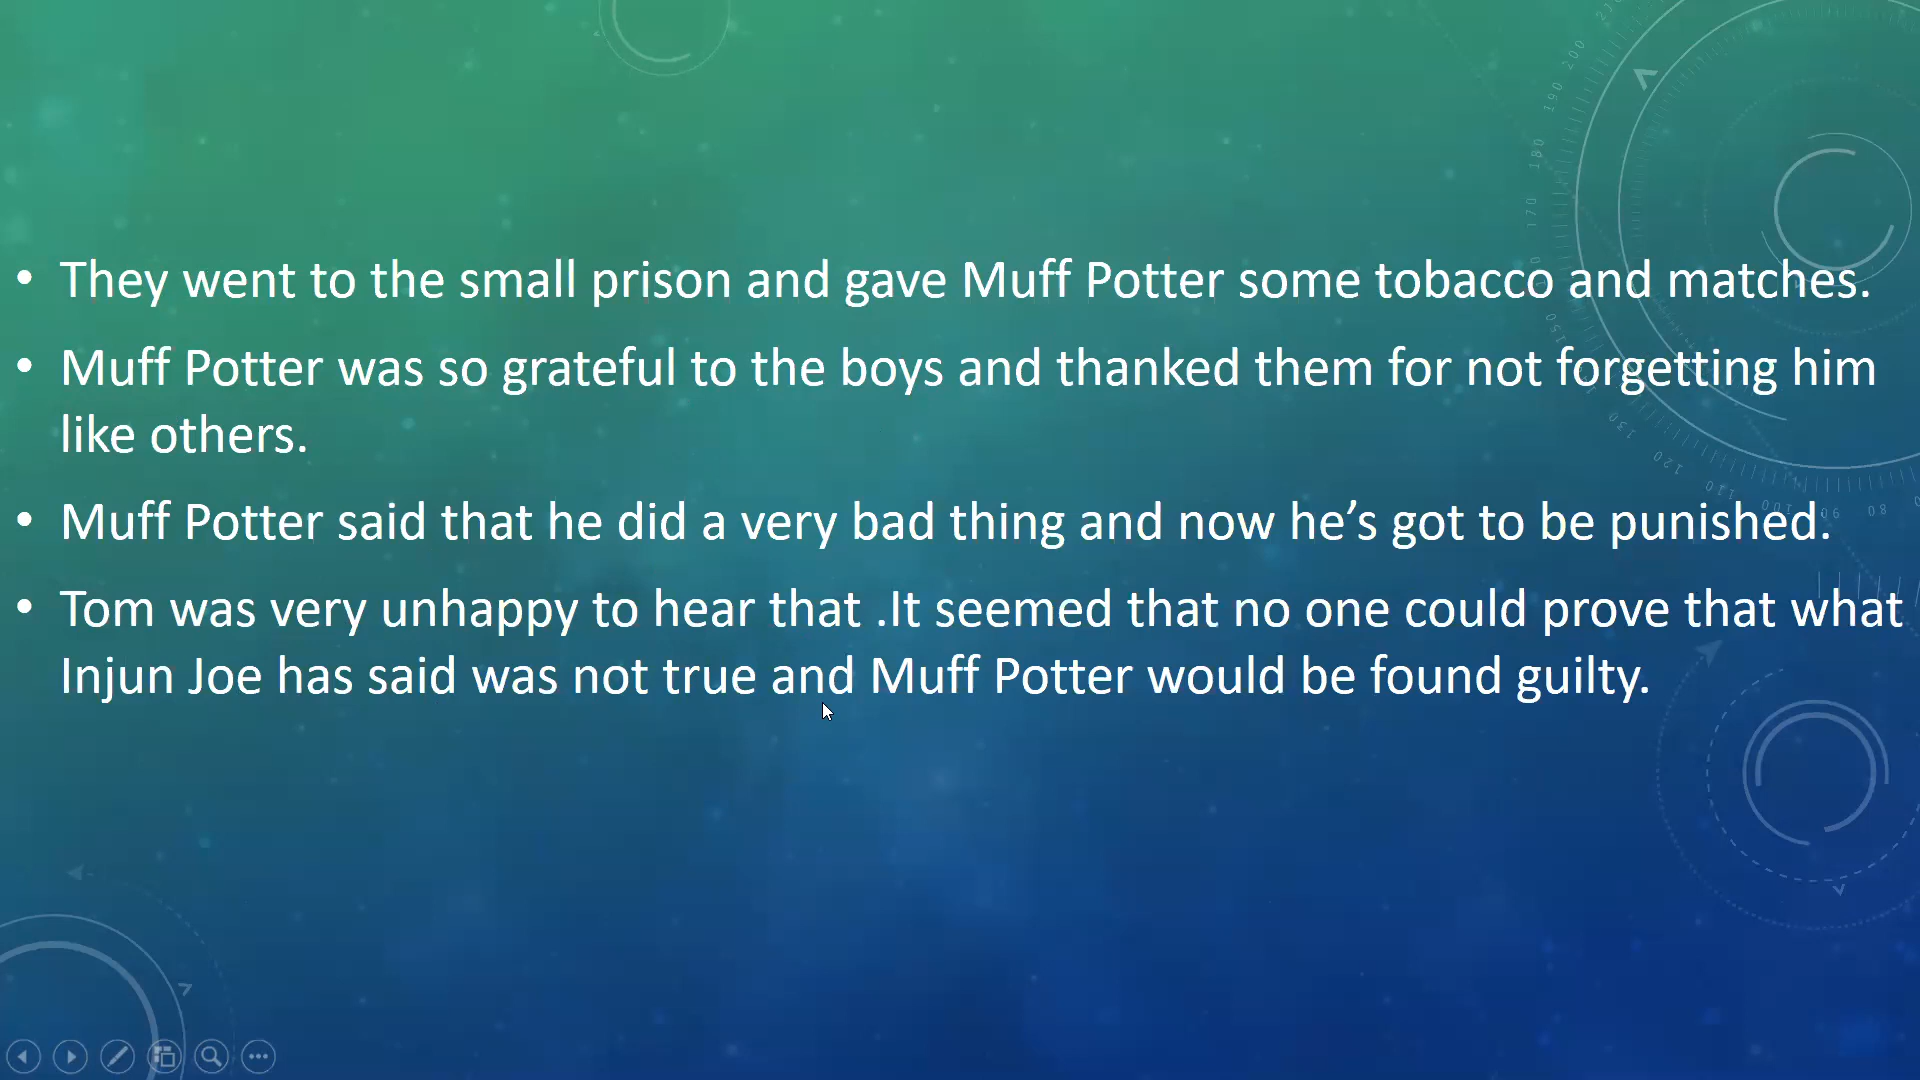 • They went to the small prison and gave Muff Potter some tobacco and matches.
• Muff Potter was so grateful to the boys and thanked them for not forgetting him
like others.
• Muff Potter said that he did a very bad thing and now he’s got to be punished.
• Tom was very unhappy to hear that .It seemed that no one could prove that what
Injun Joe has said was not true and Muff Potter would be found guilty.